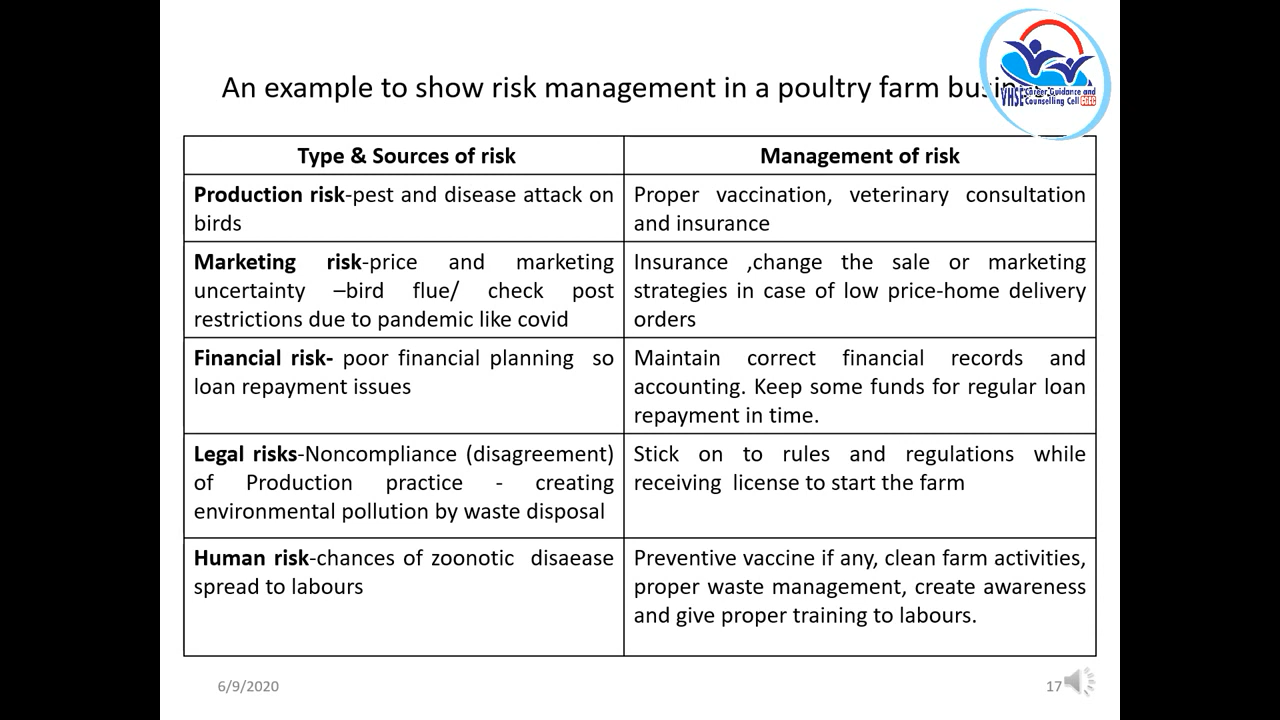 An example to show risk management in a poultry farm
VHSE Career Guidance and
Counselling Cell CGCC
Type & Sources of risk
Management of risk
Production risk-pest and disease attack on
birds
Proper vaccination, veterinary consultation
and insurance
Marketing risk-price and marketing
uncertainty –bird flue/ check post
restrictions due to pandemic like covid
Insurance ,change the sale or marketing
strategies in case of low price-home delivery
orders
Financial risk- poor financial planning so
loan repayment issues
Maintain correct financial records and
accounting. Keep some funds for regular loan
repayment in time.
Legal risks-Noncompliance (disagreement)
of Production practice - creating
environmental pollution by waste disposal
Stick on to rules and regulations while
receiving license to start the farm
Human risk-chances of zoonotic disaease
spread to labours
Preventive vaccine if any, clean farm activities,
proper waste management, create awareness
and give proper training to labours.
6/9/2020
17